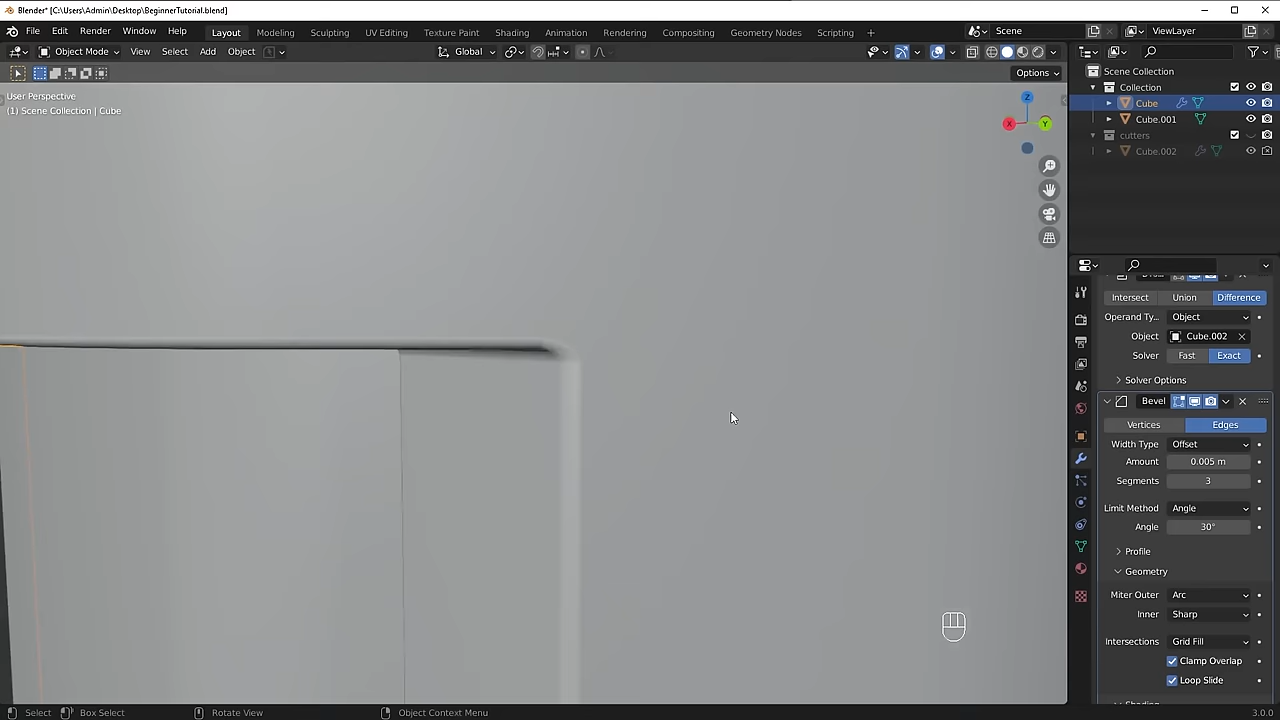 Blender* [C:\Users\Admin\Desktop\BeginnerTutorial.blend]
File Edit Render Window Help Layout Modeling Sculpting UV Editing Texture Paint Shading Animation Rendering Compositing Geometry Nodes Scripting + Scene ViewLayer
Object Mode View Select Add Object Global
Options
User Perspective
(1) Scene Collection | Cube
Z
X
Y
Scene Collection
Collection
Cube
Cube.001
cutters
Cube.002
Intersect Union Difference
Operand Ty... Object
Object Cube.002
Solver Fast Exact
Solver Options
Bevel
Vertices Edges
Width Type Offset
Amount 0.005 m
Segments 3
Limit Method Angle
Angle 30°
Profile
Geometry
Miter Outer Arc
Inner Sharp
Intersections Grid Fill
Clamp Overlap
Loop Slide
Select Box Select Rotate View Object Context Menu 3.0.0